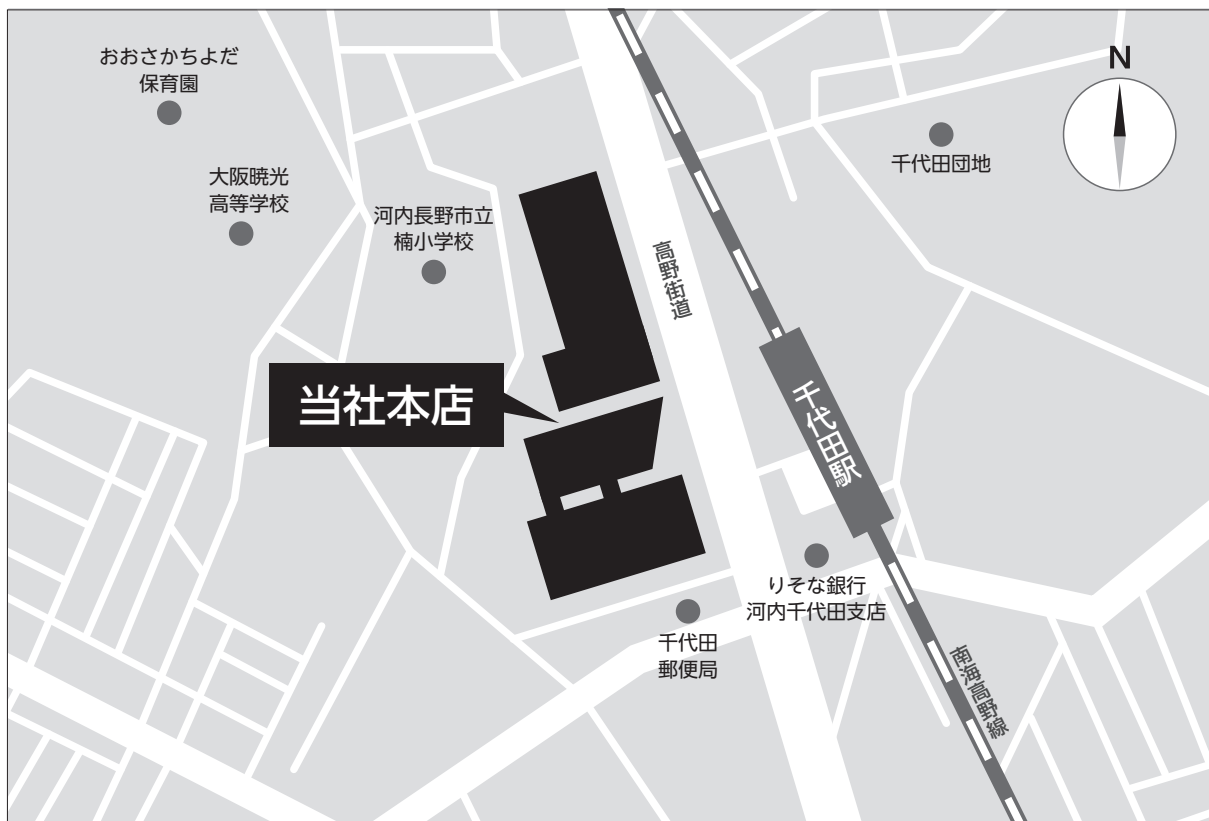 おおさかちよだ
保育園
N
千代田団地
大阪暁光
高等学校
河内長野市立
楠小学校
高野街道
当社本店
千代田駅
りそな銀行
河内千代田支店
千代田
郵便局
南海高野線